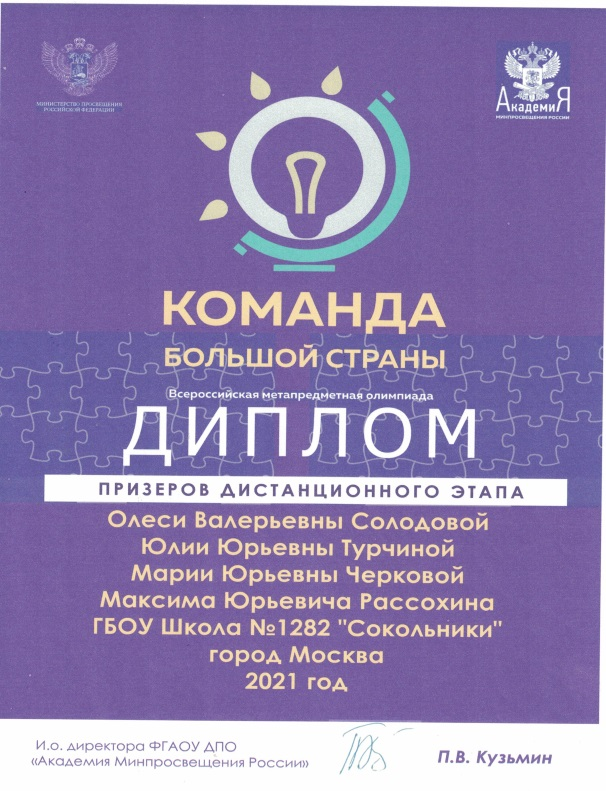 МИНИСТЕРСТВО ПРОСВЕЩЕНИЯ
РОССИЙСКОЙ ФЕДЕРАЦИИ
АкадемиЯ
МИНПРОСВЕЩЕНИЯ РОССИИ
КОМАНДА
БОЛЬШОЙ СТРАНЫ
Всероссийская метапредметная олимпиада
ДИПЛОМ
ПРИЗЕРОВ ДИСТАНЦИОННОГО ЭТАПА
Олеси Валерьевны Солодовой
Юлии Юрьевны Турчиной
Марии Юрьевны Черковой
Максима Юрьевича Рассохина
ГБОУ Школа №1282 "Сокольники"
город Москва
2021 год
И.о. директора ФГАОУ ДПО
«Академия Минпросвещения России»
П.В. Кузьмин